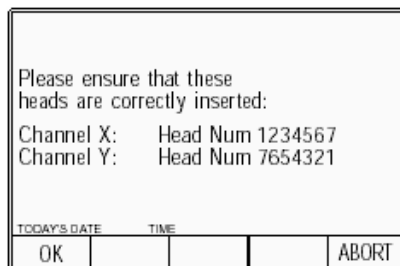 Please ensure that these
heads are correctly inserted:
Channel X: Head Num 1234567
Channel Y: Head Num 7654321
TODAY'S DATE TIME
OK ABORT